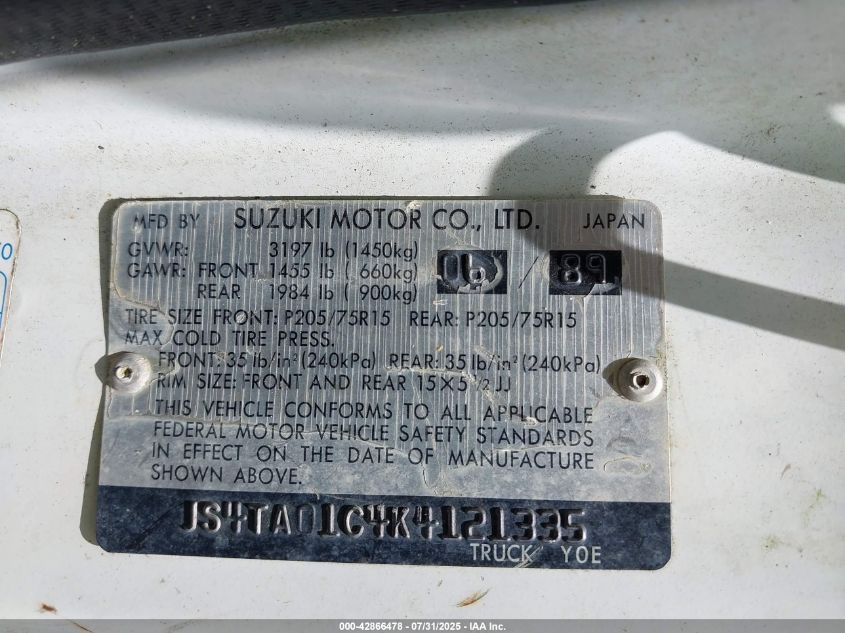 MFD BY SUZUKI MOTOR CO., LTD. JAPAN
GVWR: 3197 lb (1450kg)
GAWR: FRONT 1455 lb ( 660kg) 06 / 89
REAR 1984 lb ( 900kg)
TIRE SIZE FRONT: P205/75R15 REAR: P205/75R15
MAX COLD TIRE PRESS.
FRONT: 35 lb/in² (240kPa) REAR: 35 lb/in² (240kPa)
RIM SIZE: FRONT AND REAR 15X5 1/2 JJ
THIS VEHICLE CONFORMS TO ALL APPLICABLE
FEDERAL MOTOR VEHICLE SAFETY STANDARDS
IN EFFECT ON THE DATE OF MANUFACTURE
SHOWN ABOVE.
JS4TA01C4K4121335
TRUCK YOE
000-42866478 - 07/31/2025 - IAA Inc.